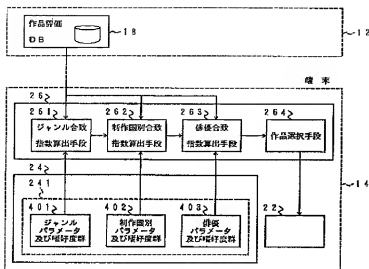 作品評価
DB
18
12
端末
26
261
262
263
264
ジャンル合致
指数算出手段
制作国別合致
指数算出手段
俳優合致
指数算出手段
作品選択手段
14
24
241
401
402
403
22
ジャンル
パラメータ
及び嗜好度群
制作国別
パラメータ
及び嗜好度群
俳優
パラメータ
及び嗜好度群